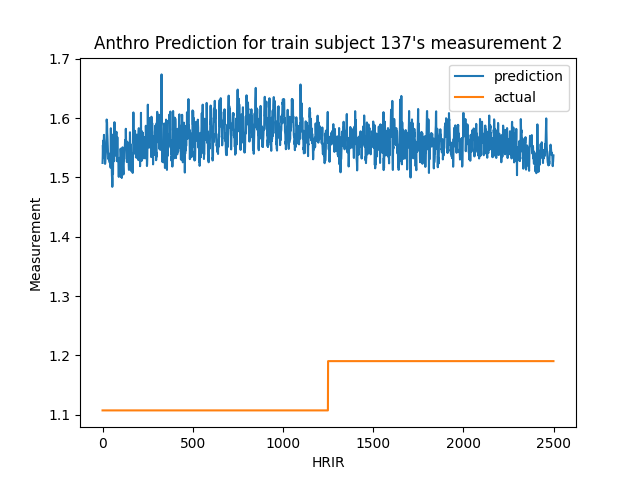 Anthro Prediction for train subject 137's measurement 2
prediction
actual
1.7
1.6
1.5
1.4
1.3
1.2
1.1
Measurement
0
500
1000
1500
2000
2500
HRIR